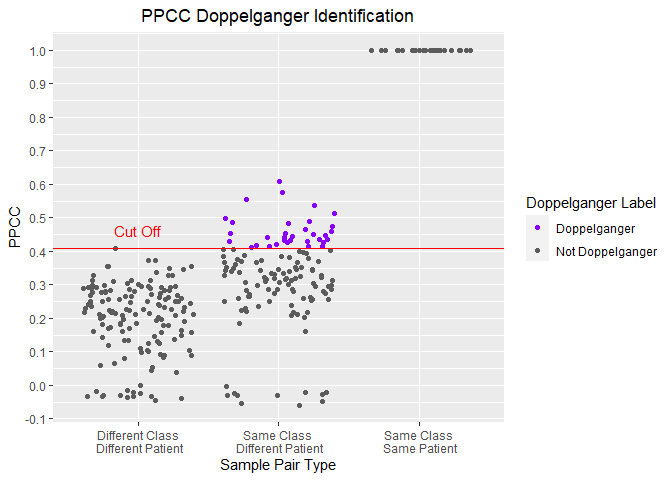 PPCC Doppelganger Identification
1.0
0.9
0.8
0.7
0.6
0.5
0.4
0.3
0.2
0.1
0.0
-0.1
PPCC
Cut Off
Different Class
Different Patient
Same Class
Different Patient
Same Class
Same Patient
Sample Pair Type
Doppelganger Label
Doppelganger
Not Doppelganger